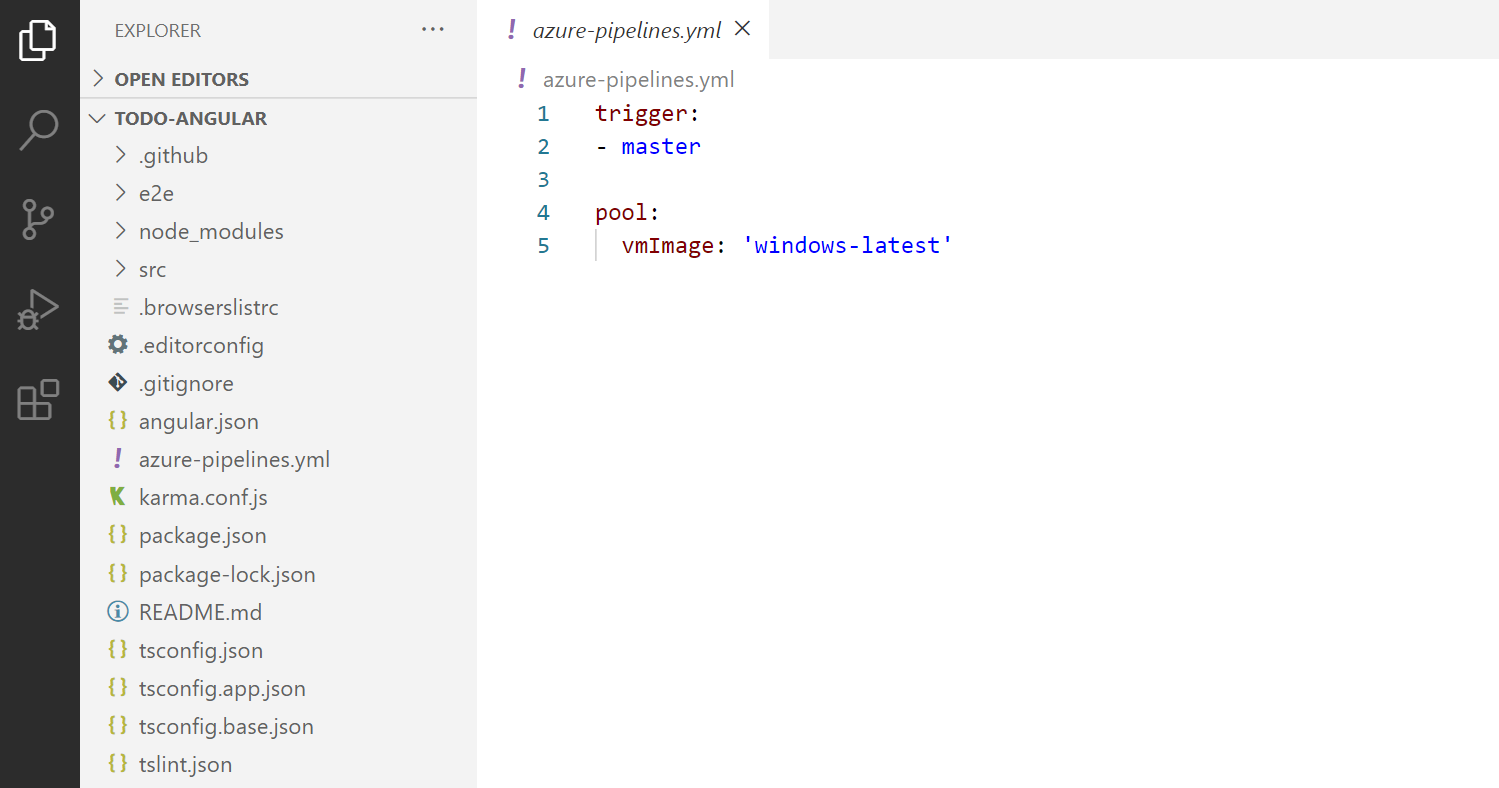 EXPLORER
OPEN EDITORS
TODO-ANGULAR
.github
e2e
node_modules
src
.browserslistrc
.editorconfig
.gitignore
angular.json
azure-pipelines.yml
karma.conf.js
package.json
package-lock.json
README.md
tsconfig.json
tsconfig.app.json
tsconfig.base.json
tslint.json
azure-pipelines.yml
azure-pipelines.yml
1 trigger:
2 - master
3
4 pool:
5 vmImage: 'windows-latest'